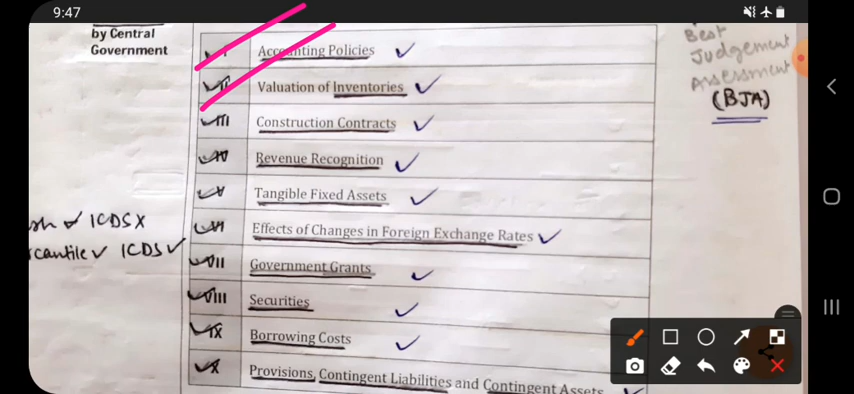 9:47
by Central
Government
I Accounting Policies
II Valuation of Inventories
III Construction Contracts
IV Revenue Recognition
V Tangible Fixed Assets
VI Effects of Changes in Foreign Exchange Rates
VII Government Grants
VIII Securities
IX Borrowing Costs
X Provisions, Contingent Liabilities and Contingent Assets
Best
Judgement
Assessment
(BJA)
ICDS X
rcantile ✓ ICDS ✓